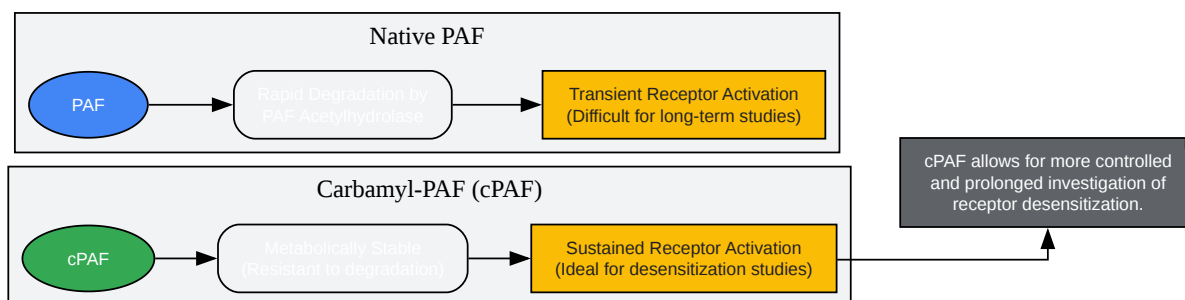 Native PAF
PAF
Rapid Degradation by
PAF Acetylhydrolase
Transient Receptor Activation
(Difficult for long-term studies)
Carbamyl-PAF (cPAF)
cPAF
Metabolically Stable
(Resistant to degradation)
Sustained Receptor Activation
(Ideal for desensitization studies)
cPAF allows for more controlled
and prolonged investigation of
receptor desensitization.